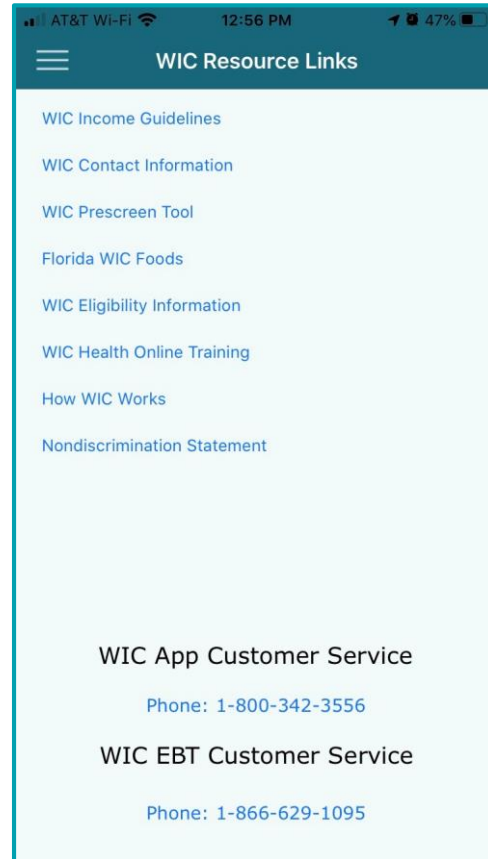 AT&T Wi-Fi 12:56 PM 47%
WIC Resource Links
WIC Income Guidelines
WIC Contact Information
WIC Prescreen Tool
Florida WIC Foods
WIC Eligibility Information
WIC Health Online Training
How WIC Works
Nondiscrimination Statement
WIC App Customer Service
Phone: 1-800-342-3556
WIC EBT Customer Service
Phone: 1-866-629-1095